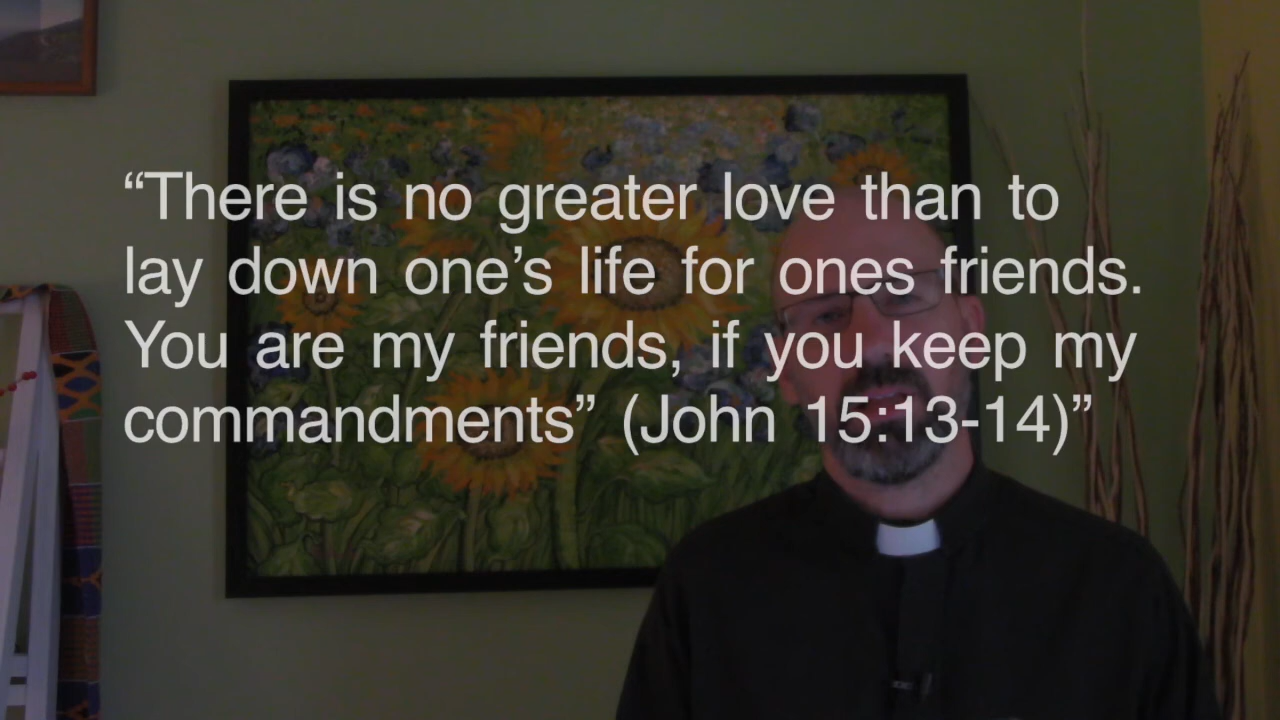 “There is no greater love than to
lay down one’s life for ones friends.
You are my friends, if you keep my
commandments” (John 15:13-14)”